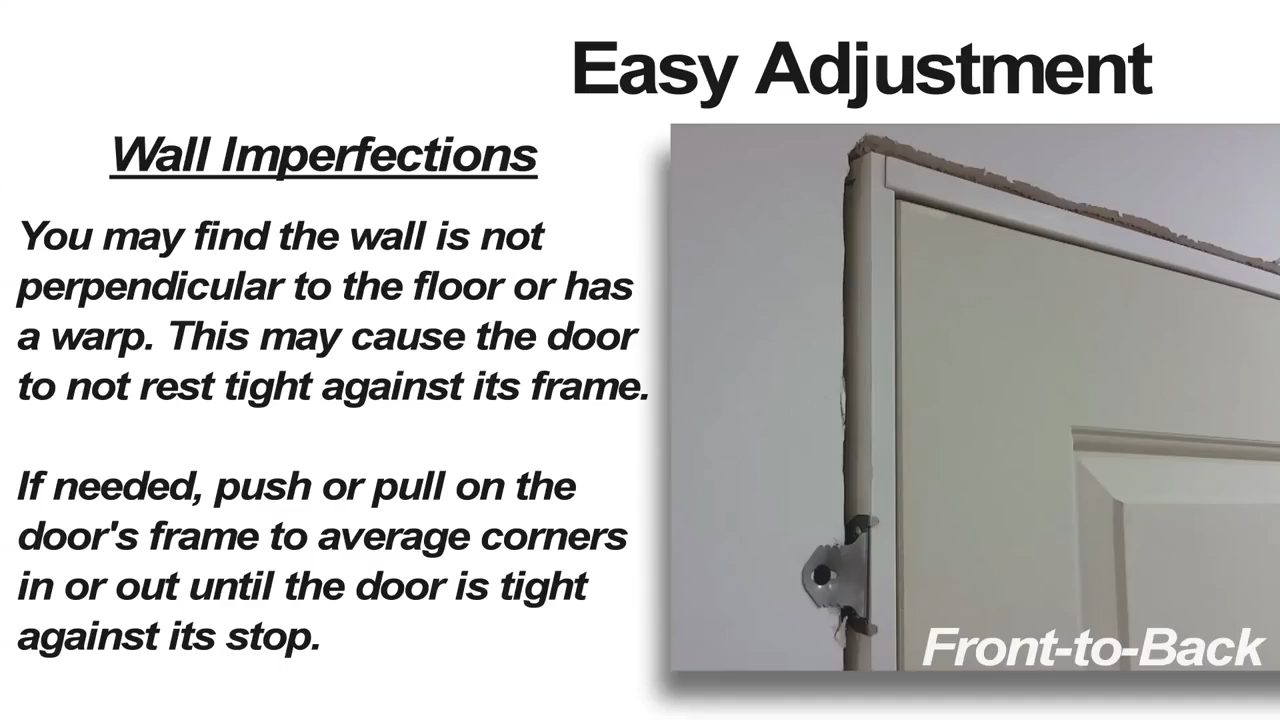 Easy Adjustment
Wall Imperfections
You may find the wall is not
perpendicular to the floor or has
a warp. This may cause the door
to not rest tight against its frame.
If needed, push or pull on the
door's frame to average corners
in or out until the door is tight
against its stop.
Front-to-Back